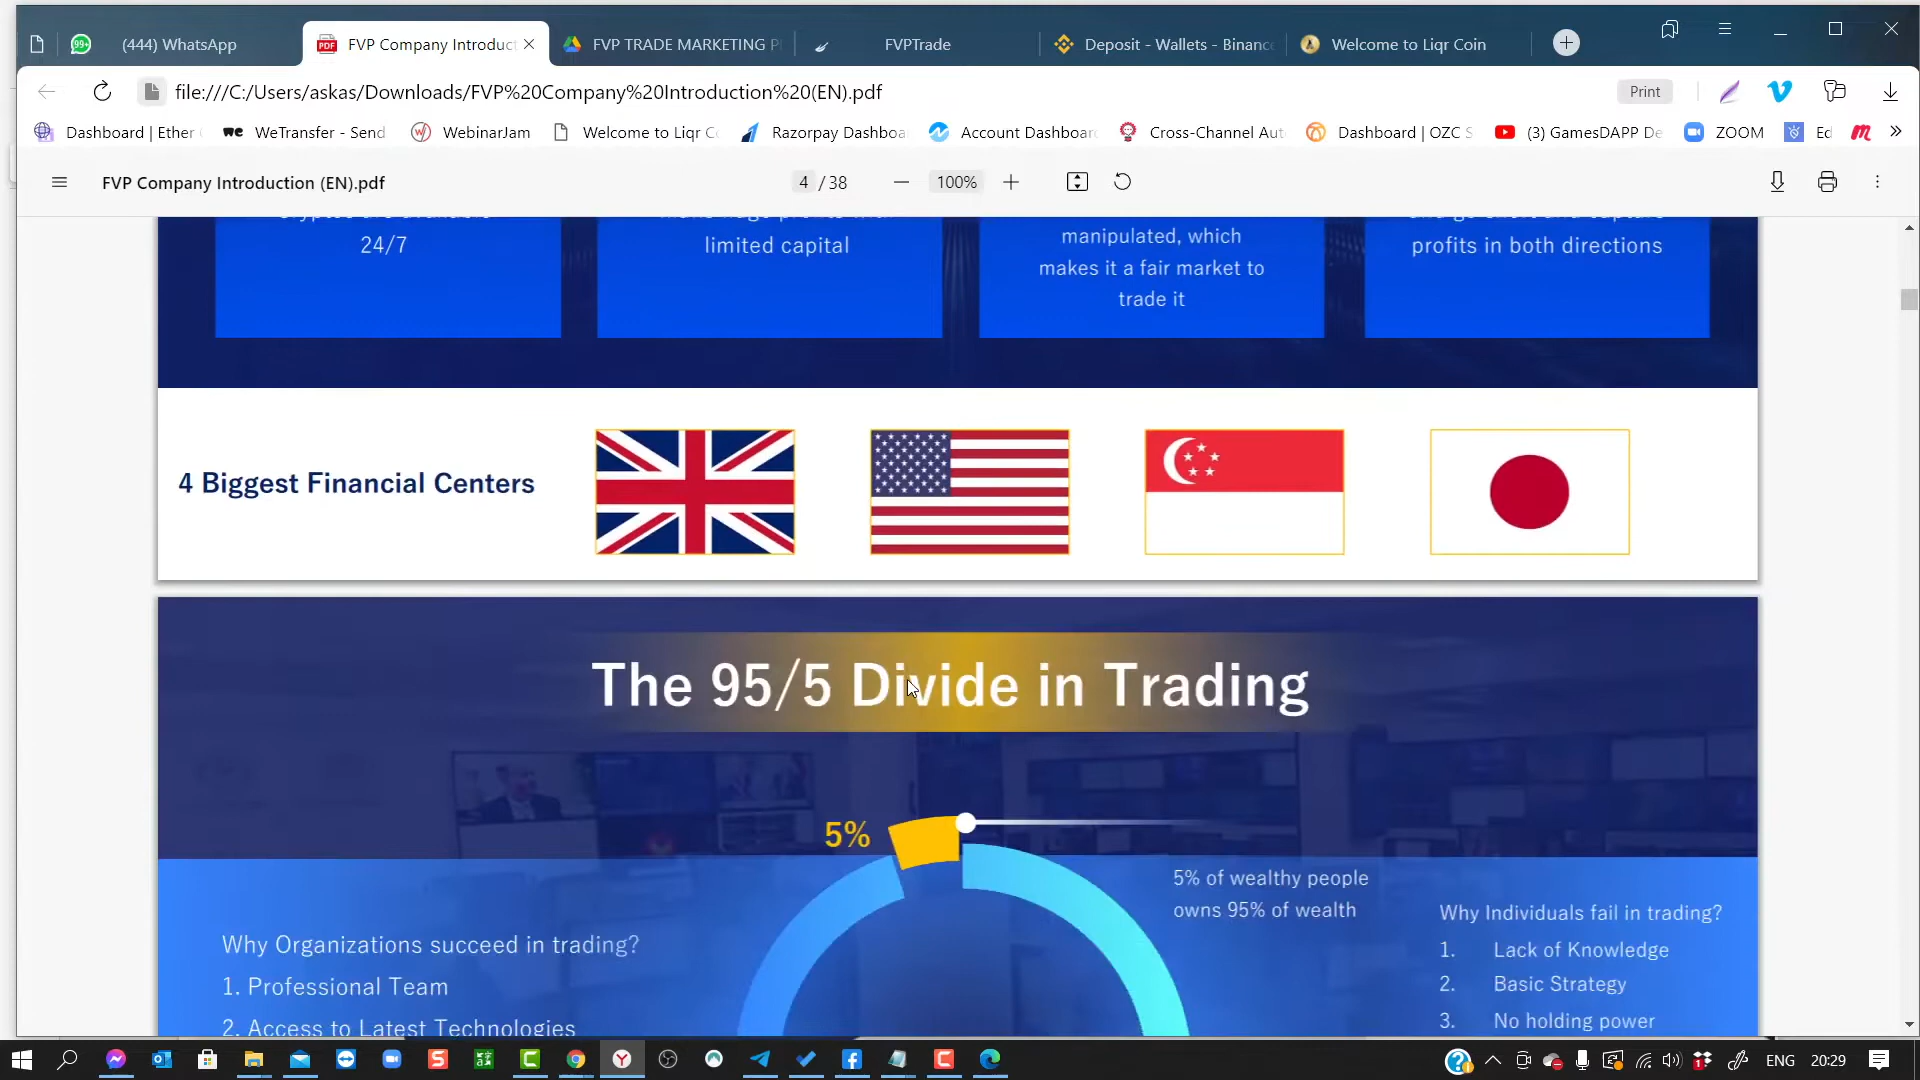 (444) WhatsApp
FVP Company Introduct
FVP TRADE MARKETING P
FVPTrade
Deposit - Wallets - Binance
Welcome to Liqr Coin
file:///C:/Users/askas/Downloads/FVP%20Company%20Introduction%20(EN).pdf
Print
Dashboard | Ether
WeTransfer - Send
WebinarJam
Welcome to Liqr Co
Razorpay Dashboa
Account Dashboar
Cross-Channel Aut
Dashboard | OZC S
(3) GamesDAPP De
ZOOM
Ed
FVP Company Introduction (EN).pdf
4 / 38
100%
24/7
limited capital
manipulated, which
makes it a fair market to
trade it
profits in both directions
4 Biggest Financial Centers
The 95/5 Divide in Trading
5%
5% of wealthy people
owns 95% of wealth
Why Organizations succeed in trading?
1. Professional Team
2. Access to Latest Technologies
Why Individuals fail in trading?
1. Lack of Knowledge
2. Basic Strategy
3. No holding power
ENG
20:29